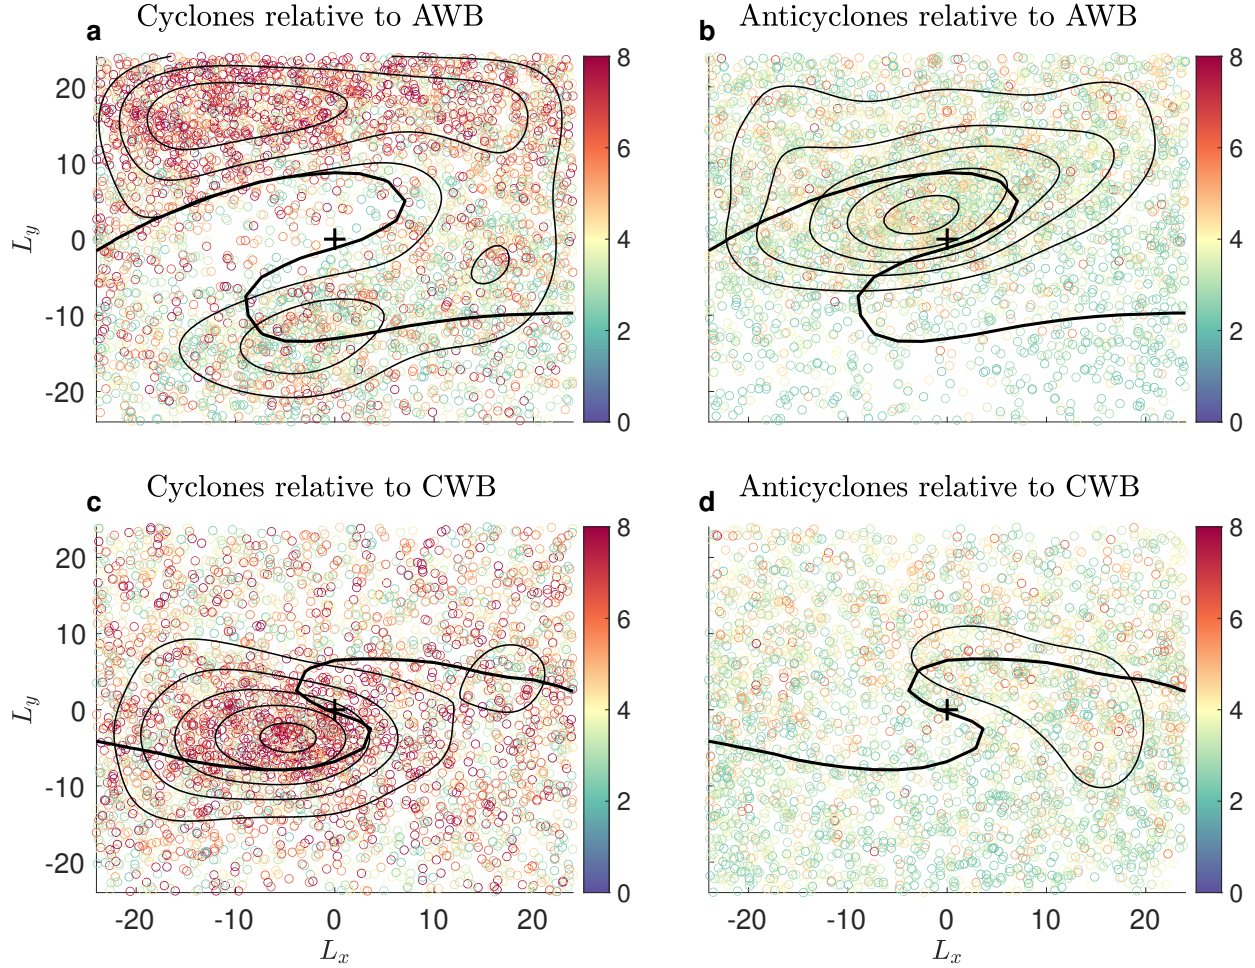 Cyclones relative to AWB
Anticyclones relative to AWB
a
b
20
10
0
-10
-20
L_y
8
6
4
2
0
8
6
4
2
0
Cyclones relative to CWB
Anticyclones relative to CWB
c
d
20
10
0
-10
-20
L_y
8
6
4
2
0
8
6
4
2
0
-20 -10 0 10 20
L_x
-20 -10 0 10 20
L_x